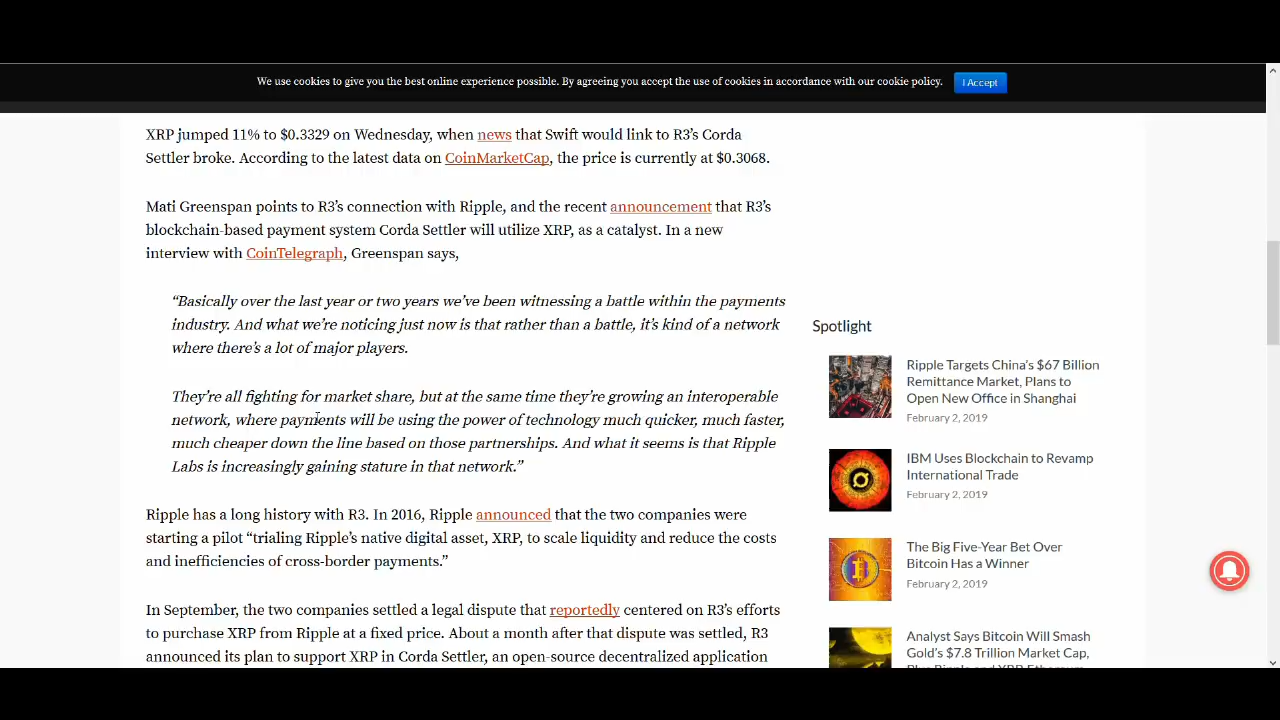 We use cookies to give you the best online experience possible. By agreeing you accept the use of cookies in accordance with our cookie policy.
I Accept
XRP jumped 11% to $0.3329 on Wednesday, when news that Swift would link to R3's Corda
Settler broke. According to the latest data on CoinMarketCap, the price is currently at $0.3068.
Mati Greenspan points to R3's connection with Ripple, and the recent announcement that R3's
blockchain-based payment system Corda Settler will utilize XRP, as a catalyst. In a new
interview with CoinTelegraph, Greenspan says,
“Basically over the last year or two years we've been witnessing a battle within the payments
industry. And what we're noticing just now is that rather than a battle, it's kind of a network
where there's a lot of major players.
They're all fighting for market share, but at the same time they're growing an interoperable
network, where payments will be using the power of technology much quicker, much faster,
much cheaper down the line based on those partnerships. And what it seems is that Ripple
Labs is increasingly gaining stature in that network.”
Ripple has a long history with R3. In 2016, Ripple announced that the two companies were
starting a pilot “trialing Ripple's native digital asset, XRP, to scale liquidity and reduce the costs
and inefficiencies of cross-border payments.”
In September, the two companies settled a legal dispute that reportedly centered on R3's efforts
to purchase XRP from Ripple at a fixed price. About a month after that dispute was settled, R3
announced its plan to support XRP in Corda Settler, an open-source decentralized application
Spotlight
Ripple Targets China's $67 Billion
Remittance Market, Plans to
Open New Office in Shanghai
February 2, 2019
IBM Uses Blockchain to Revamp
International Trade
February 2, 2019
The Big Five-Year Bet Over
Bitcoin Has a Winner
February 2, 2019
Analyst Says Bitcoin Will Smash
Gold's $7.8 Trillion Market Cap,